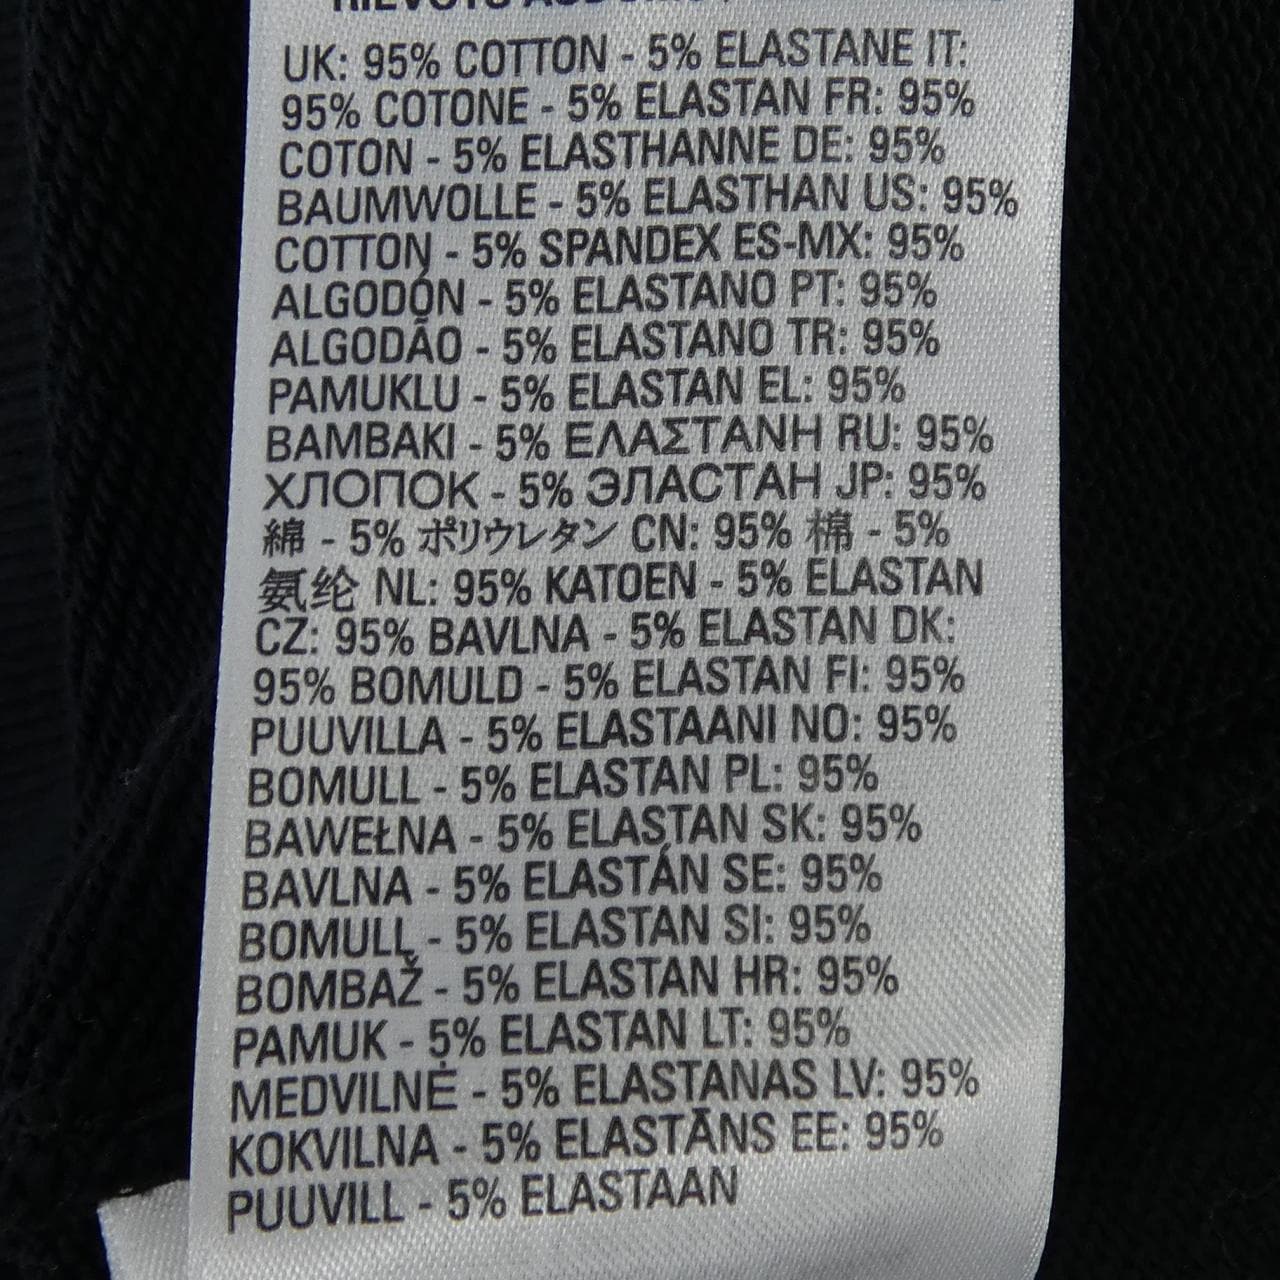 UK: 95% COTTON - 5% ELASTANE IT:
95% COTONE - 5% ELASTAN FR: 95%
COTON - 5% ELASTHANNE DE: 95%
BAUMWOLLE - 5% ELASTHAN US: 95%
COTTON - 5% SPANDEX ES-MX: 95%
ALGODÓN - 5% ELASTANO PT: 95%
ALGODÃO - 5% ELASTANO TR: 95%
PAMUKLU - 5% ELASTAN EL: 95%
BAMBAKI - 5% ΕΛΑΣΤΑΝΗ RU: 95%
ХЛОПОК - 5% ЭЛАСТАН JP: 95%
綿 - 5% ポリウレタン CN: 95% 棉 - 5%
氨纶 NL: 95% KATOEN - 5% ELASTAN
CZ: 95% BAVLNA - 5% ELASTAN DK:
95% BOMULD - 5% ELASTAN FI: 95%
PUUVILLA - 5% ELASTAANI NO: 95%
BOMULL - 5% ELASTAN PL: 95%
BAWEŁNA - 5% ELASTAN SK: 95%
BAVLNA - 5% ELASTÁN SE: 95%
BOMULL - 5% ELASTAN SI: 95%
BOMBAŽ - 5% ELASTAN HR: 95%
PAMUK - 5% ELASTAN LT: 95%
MEDVILNĖ - 5% ELASTANAS LV: 95%
KOKVILNA - 5% ELASTĀNS EE: 95%
PUUVILL - 5% ELASTAAN